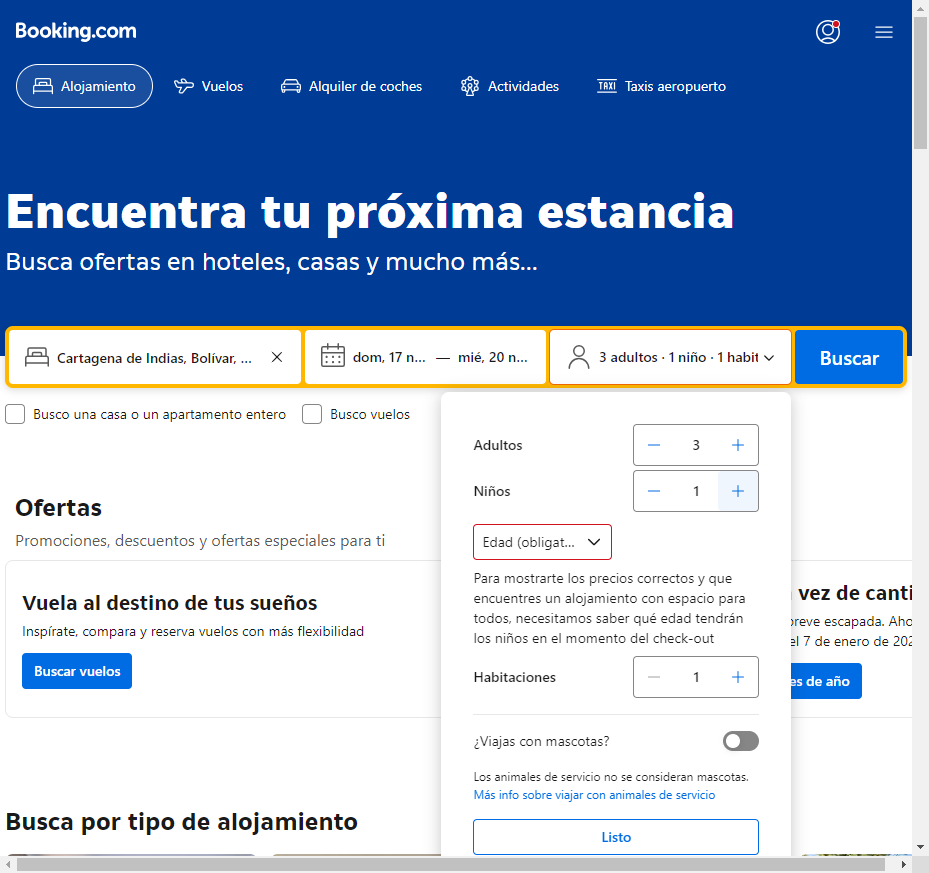 Booking.com
Alojamiento
Vuelos
Alquiler de coches
Actividades
TAXI
Taxis aeropuerto
Encuentra tu próxima estancia
Busca ofertas en hoteles, casas y mucho más...
Cartagena de Indias, Bolívar, ...
dom, 17 n... — mié, 20 n...
3 adultos · 1 niño · 1 habit
Buscar
Busco una casa o un apartamento entero
Busco vuelos
Adultos
3
Niños
1
Edad (obligat...
Para mostrarte los precios correctos y que
encuentres un alojamiento con espacio para
todos, necesitamos saber qué edad tendrán
los niños en el momento del check-out
Habitaciones
1
¿Viajas con mascotas?
Los animales de servicio no se consideran mascotas.
Más info sobre viajar con animales de servicio
Listo
Ofertas
Promociones, descuentos y ofertas especiales para ti
Vuela al destino de tus sueños
Inspírate, compara y reserva vuelos con más flexibilidad
Buscar vuelos
vez de canti
breve escapada. Aho
el 7 de enero de 202
es de año
Busca por tipo de alojamiento